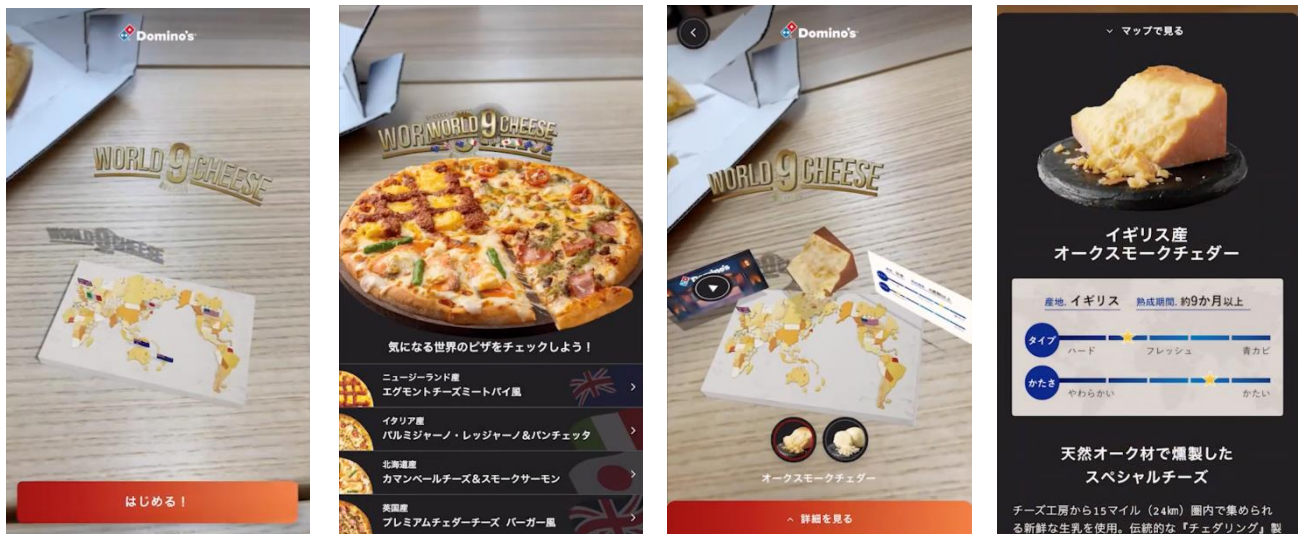 Domino's
WORLD 9 CHEESE
WORLD 9 CHEESE
はじめる！
WORLD 9 CHEESE
気になる世界のピザをチェックしよう！
ニュージーランド産
エグモントチーズミートパイ風
イタリア産
パルミジャーノ・レッジャーノ＆パンチェッタ
北海道産
カマンベールチーズ＆スモークサーモン
英国産
プレミアムチェダーチーズ バーガー風
Domino's
WORLD 9 CHEESE
Domino's
オークスモークチェダー
詳細を見る
マップで見る
イギリス産
オークスモークチェダー
産地. イギリス 熟成期間. 約9か月以上
タイプ
ハード フレッシュ 青カビ
かたさ
やわらかい かたい
天然オーク材で燻製した
スペシャルチーズ
チーズ工房から15マイル（24㎞）圏内で集められ
る新鮮な生乳を使用。伝統的な『チェダリング』製